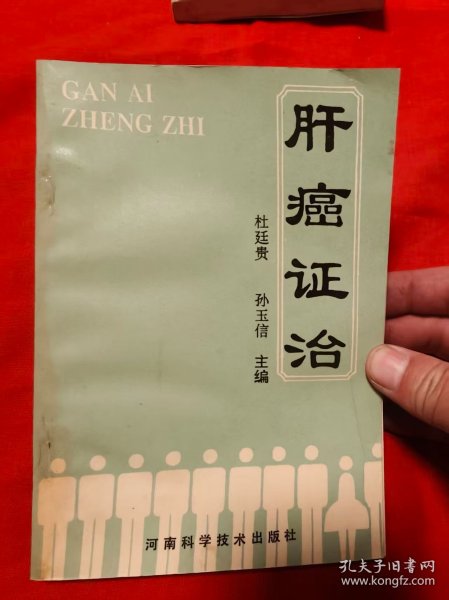 GAN AI
ZHENG ZHI
肝癌证治
杜廷贵 孙玉信 主编
河南科学技术出版社
孔夫子旧书网
www.kongfz.com